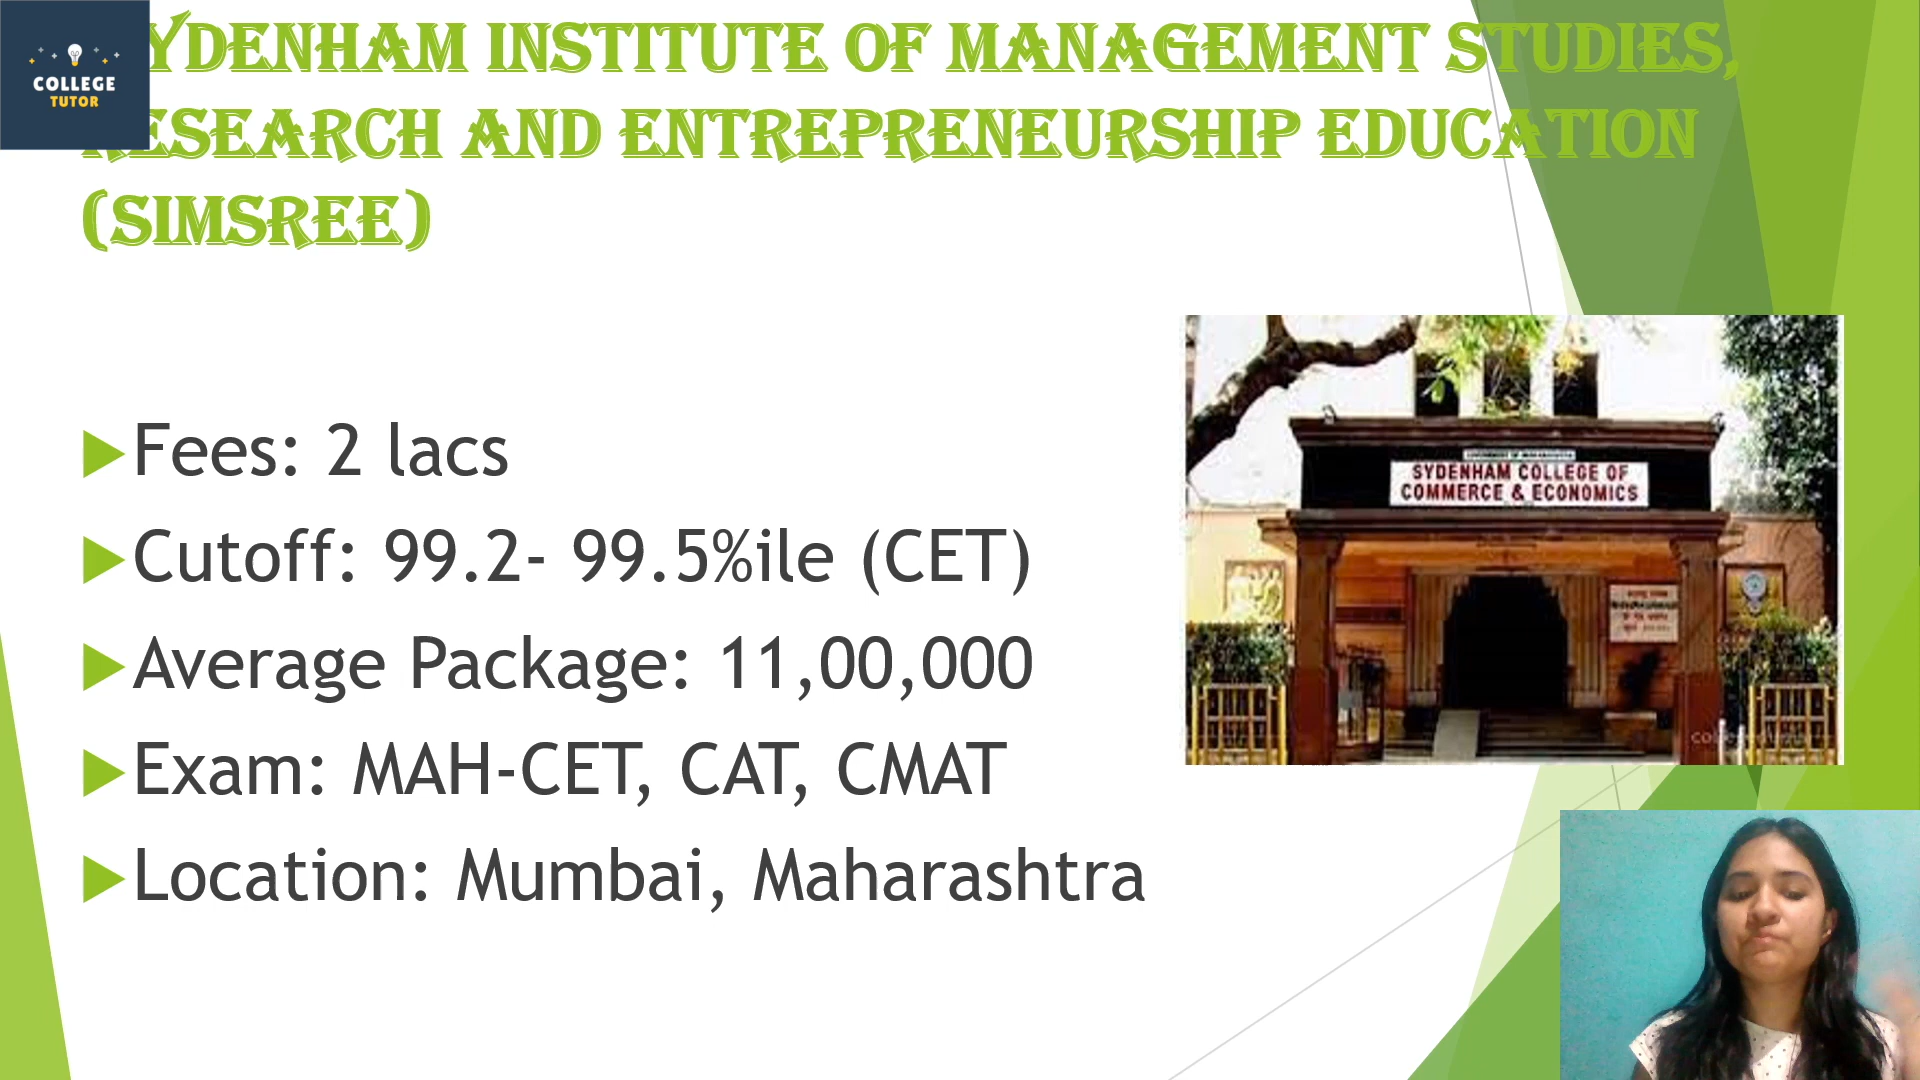 COLLEGE
TUTOR
YDENHAM INSTITUTE OF MANAGEMENT STUDIES,
RESEARCH AND ENTREPRENEURSHIP EDUCATION
(SIMSREE)
Fees: 2 lacs
Cutoff: 99.2- 99.5%ile (CET)
Average Package: 11,00,000
Exam: MAH-CET, CAT, CMAT
Location: Mumbai, Maharashtra
SYDENHAM COLLEGE OF
COMMERCE & ECONOMICS